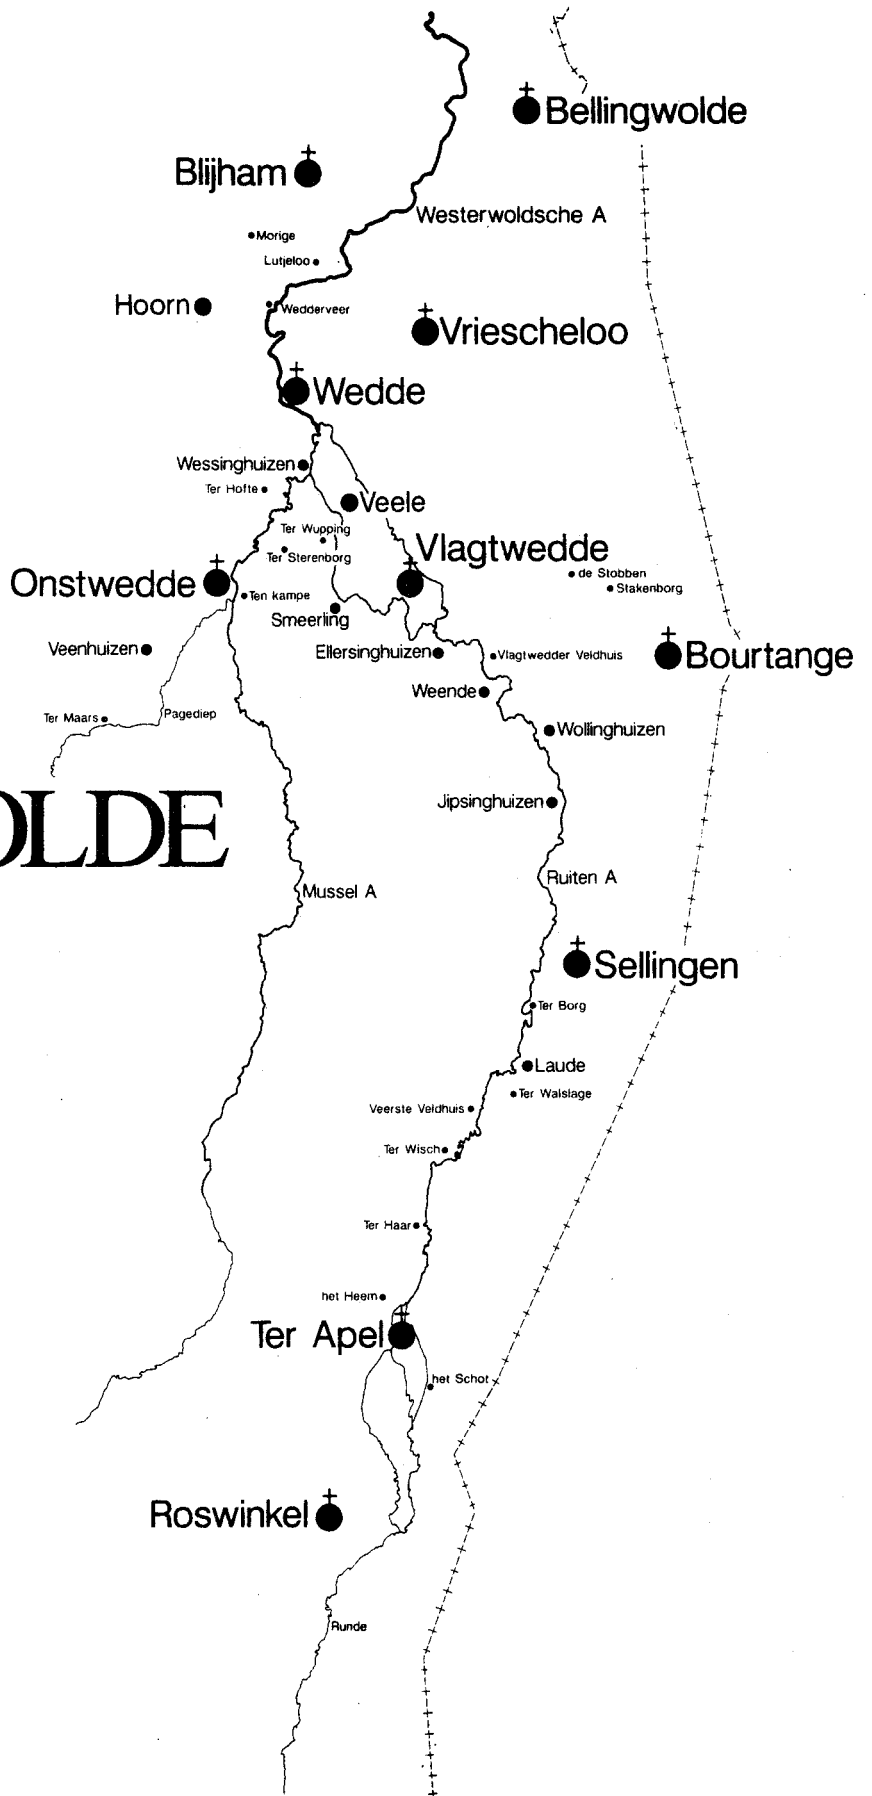 Bellingwolde
Blijham
Westerwoldsche A
Morige
Lutjeloo
Hoorn
Wedderveer
Vriescheloo
Wedde
Wessinghuizen
Ter Hofte
Veele
Ter Wupping
Vlagtwedde
Ter Sterenborg
de Stobben
Onstwedde
Stakenborg
Ten kampe
Smeerling
Veenhuizen
Ellersinghuizen
Vlagtwedder Veldhuis
Bourtange
Weende
Ter Maars
Pagediep
Wollinghuizen
Jipsinghuizen
OLDE
Ruiten A
Mussel A
Sellingen
Ter Borg
Laude
Ter Walslage
Veerste Veldhuis
Ter Wisch
Ter Haar
het Heem
Ter Apel
het Schot
Roswinkel
Runde